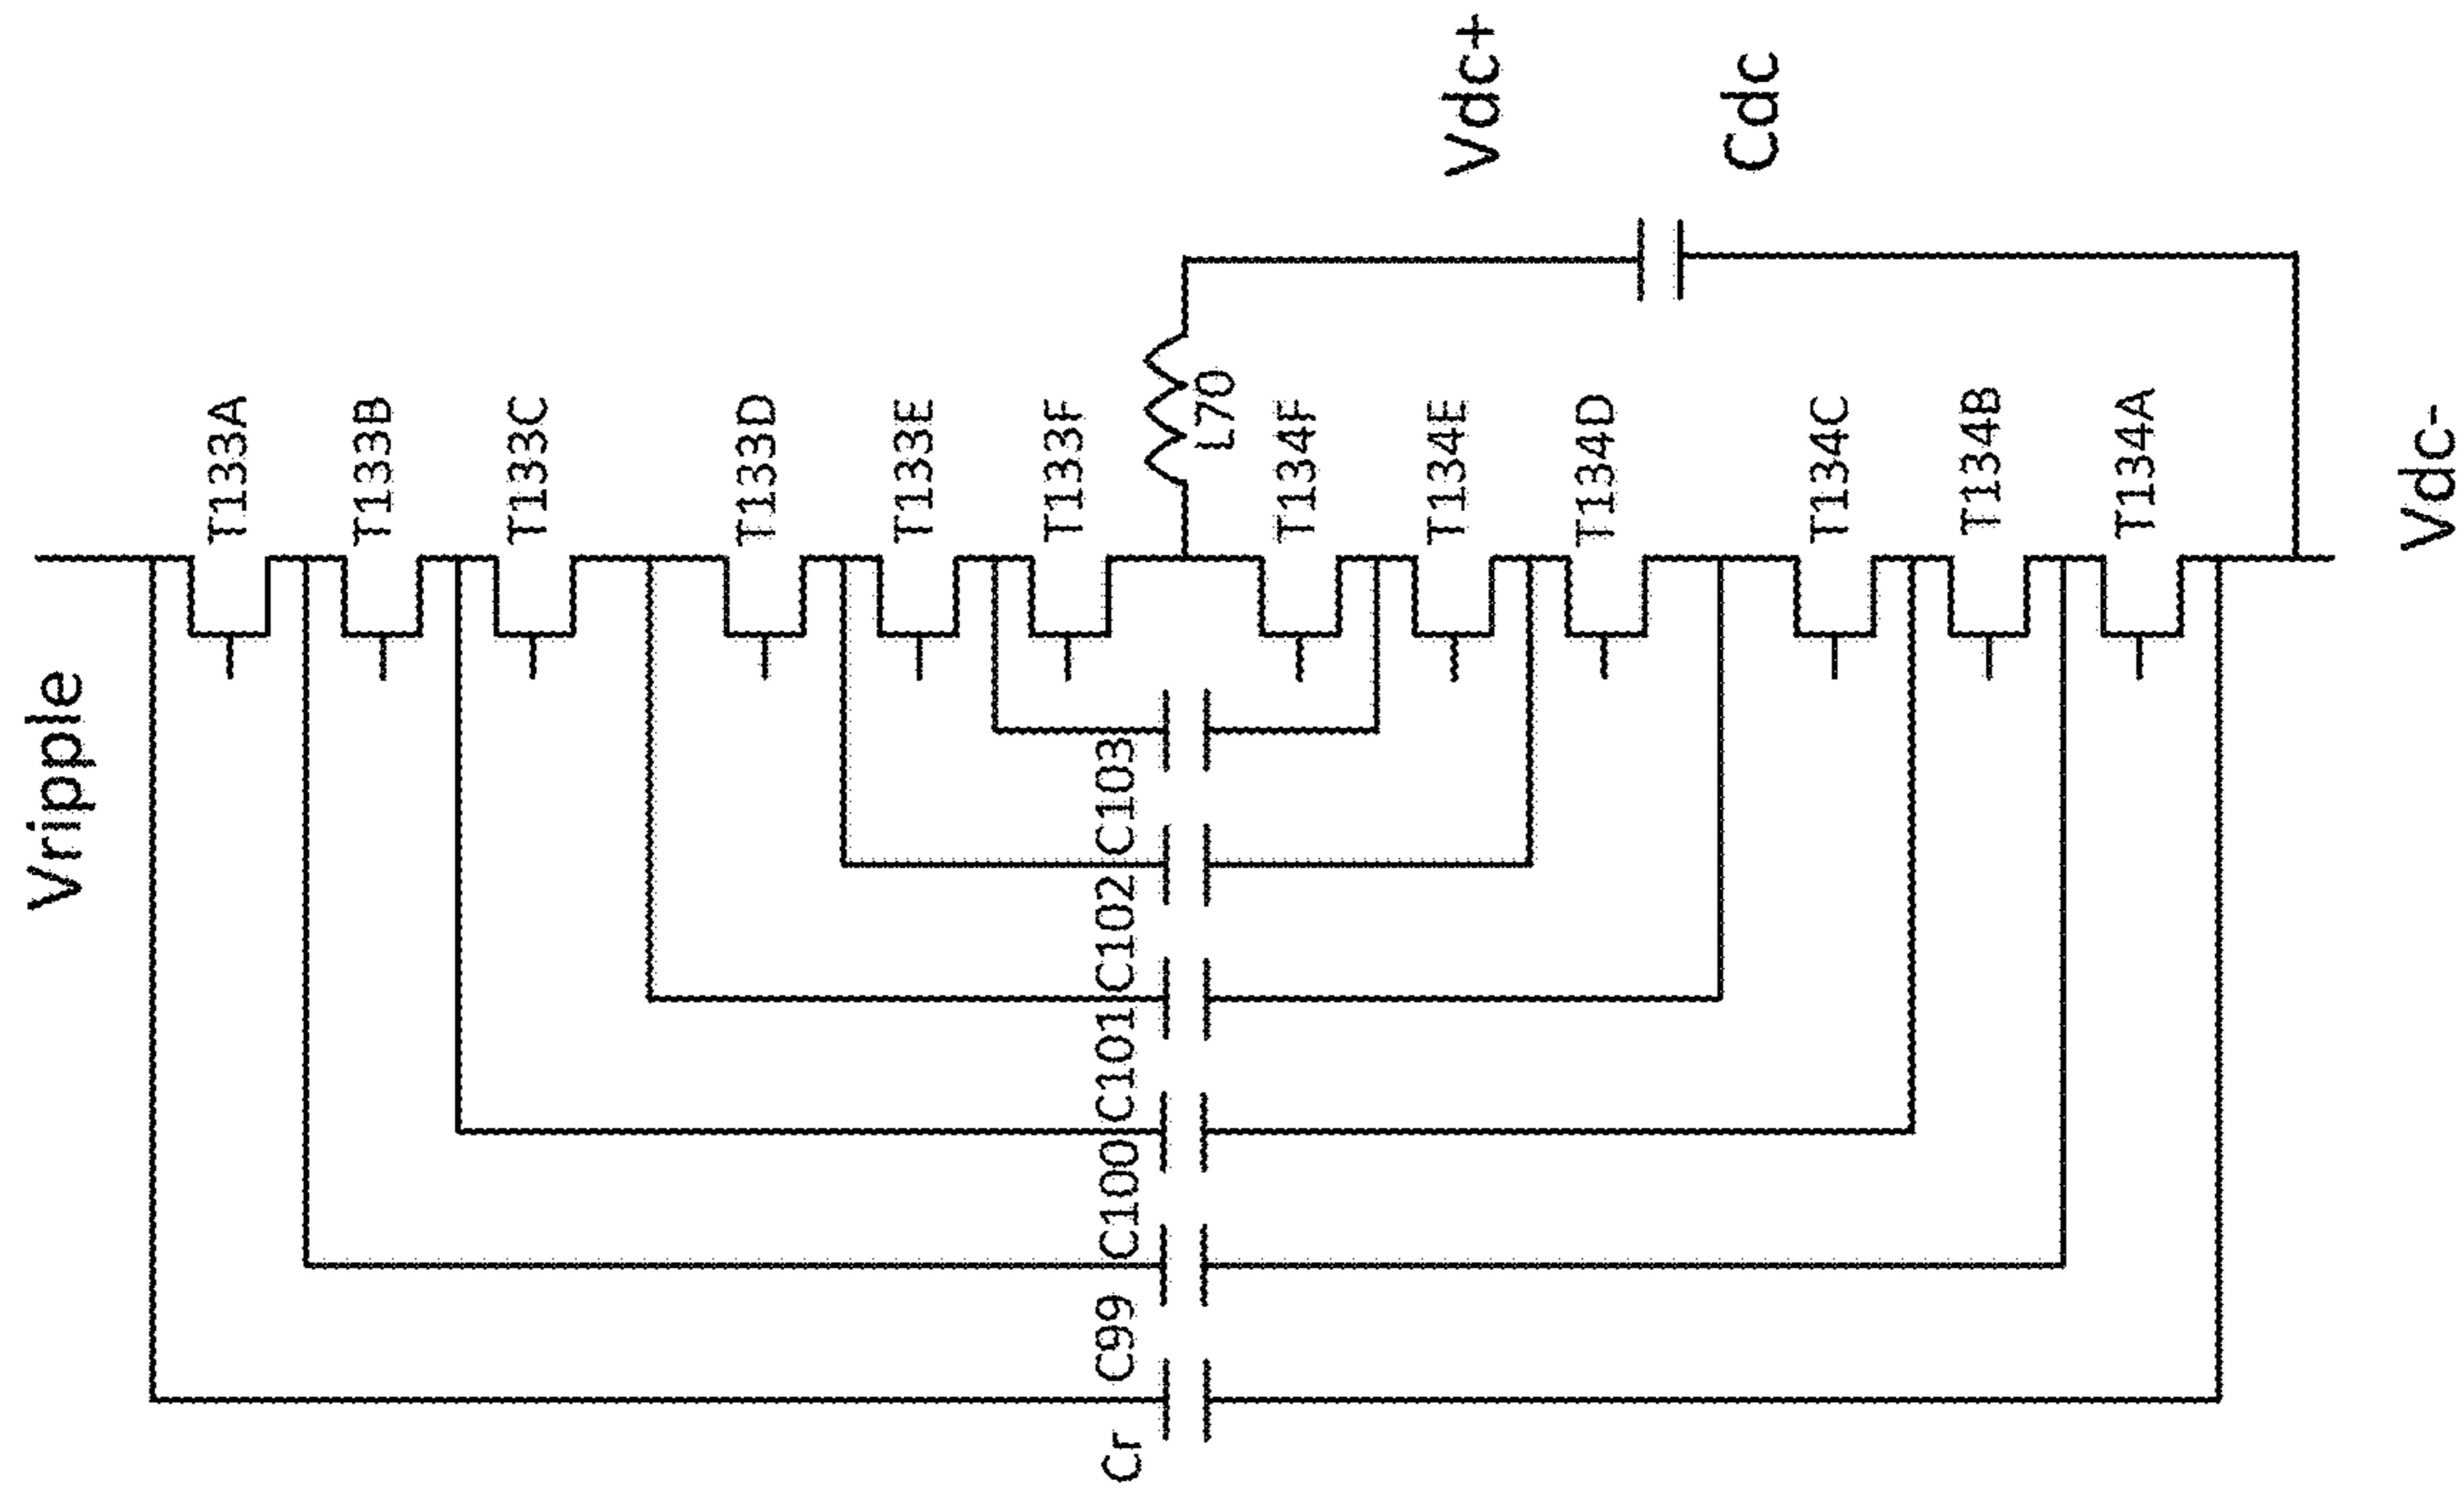 Vripple
T133A
T133B
T133C
T133D
T133E
T133F
L70
T134F
T134E
T134D
T134C
T134B
T134A
Vdc+
Cdc
Vdc-
Cr
C99
C100
C101
C102
C103